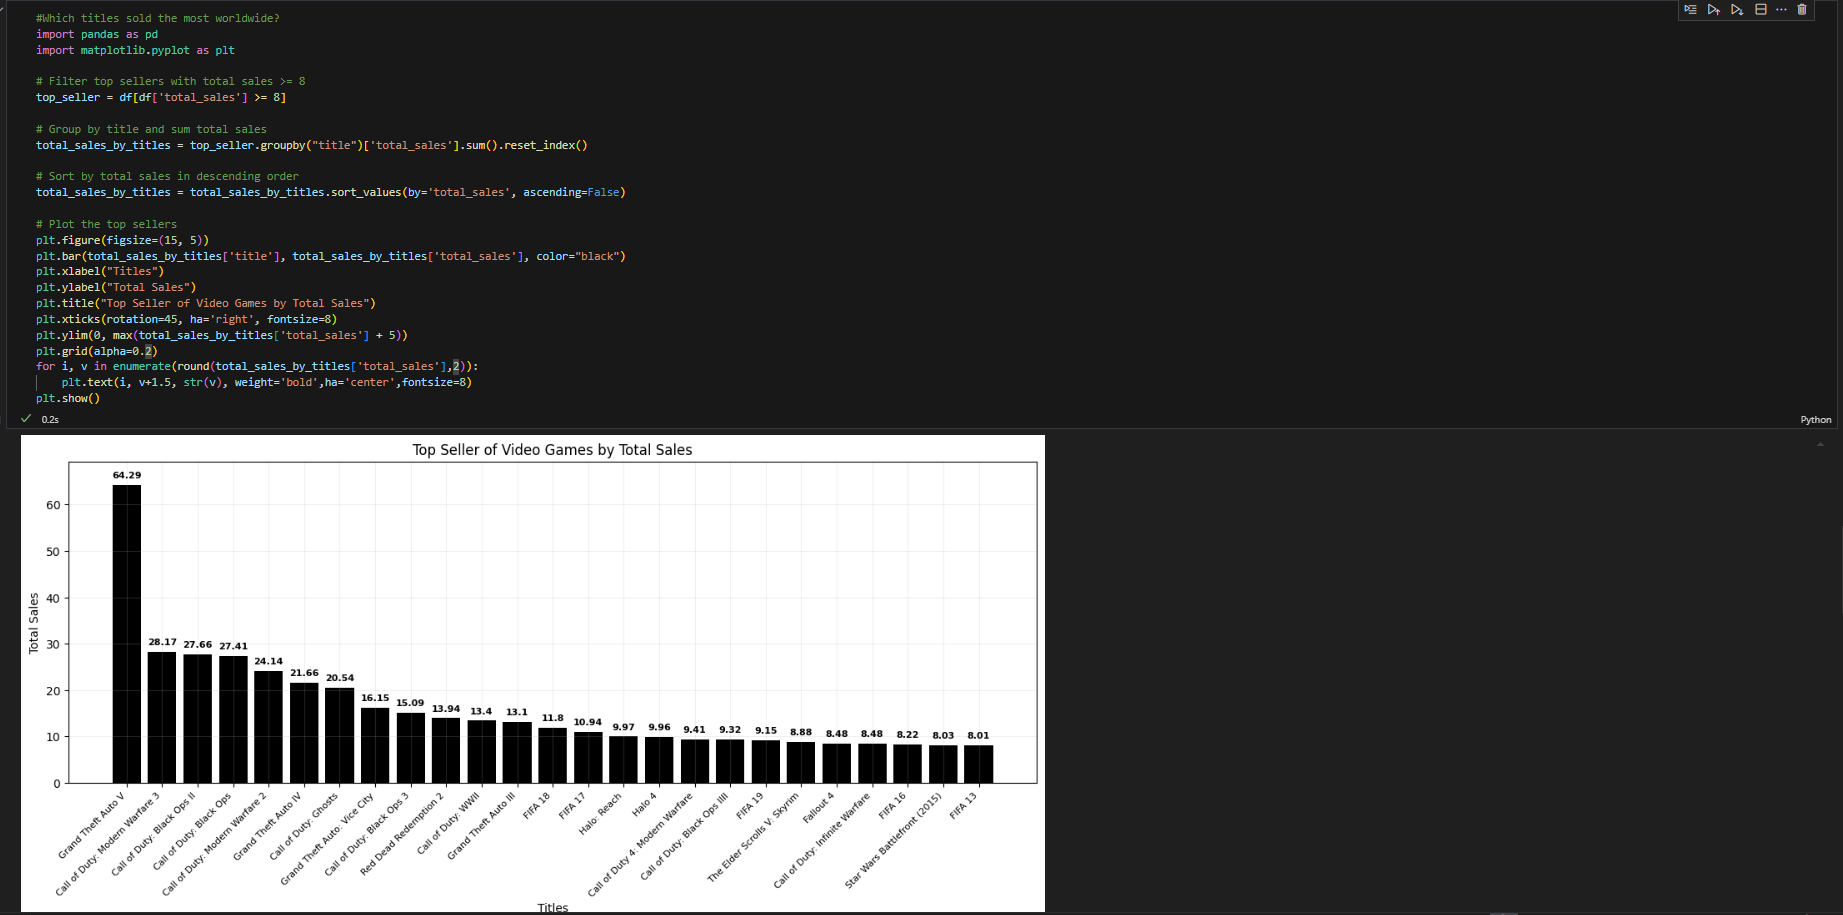 #Which titles sold the most worldwide?
import pandas as pd
import matplotlib.pyplot as plt
# Filter top sellers with total sales >= 8
top_seller = df[df['total_sales'] >= 8]
# Group by title and sum total sales
total_sales_by_titles = top_seller.groupby("title")['total_sales'].sum().reset_index()
# Sort by total sales in descending order
total_sales_by_titles = total_sales_by_titles.sort_values(by='total_sales', ascending=False)
# Plot the top sellers
plt.figure(figsize=(15, 5))
plt.bar(total_sales_by_titles['title'], total_sales_by_titles['total_sales'], color="black")
plt.xlabel("Titles")
plt.ylabel("Total Sales")
plt.title("Top Seller of Video Games by Total Sales")
plt.xticks(rotation=45, ha='right', fontsize=8)
plt.ylim(0, max(total_sales_by_titles['total_sales'] + 5))
plt.grid(alpha=0.2)
for i, v in enumerate(round(total_sales_by_titles['total_sales'],2)):
    plt.text(i, v+1.5, str(v), weight='bold',ha='center',fontsize=8)
plt.show()
0.2s
Python
Top Seller of Video Games by Total Sales
Total Sales
60
50
40
30
20
10
0
64.29
28.17
27.66
27.41
24.14
21.66
20.54
16.15
15.09
13.94
13.4
13.1
11.8
10.94
9.97
9.96
9.41
9.32
9.15
8.88
8.48
8.48
8.22
8.03
8.01
Grand Theft Auto V
Call of Duty: Modern Warfare 3
Call of Duty: Black Ops II
Call of Duty: Black Ops
Call of Duty: Modern Warfare 2
Grand Theft Auto IV
Call of Duty: Ghosts
Grand Theft Auto: Vice City
Call of Duty: Black Ops 3
Red Dead Redemption 2
Call of Duty: WWII
Grand Theft Auto III
FIFA 18
FIFA 17
Halo: Reach
Halo 4
Call of Duty 4: Modern Warfare
Call of Duty: Black Ops IIII
FIFA 19
The Elder Scrolls V: Skyrim
Fallout 4
Call of Duty: Infinite Warfare
FIFA 16
Star Wars Battlefront (2015)
FIFA 13
Titles